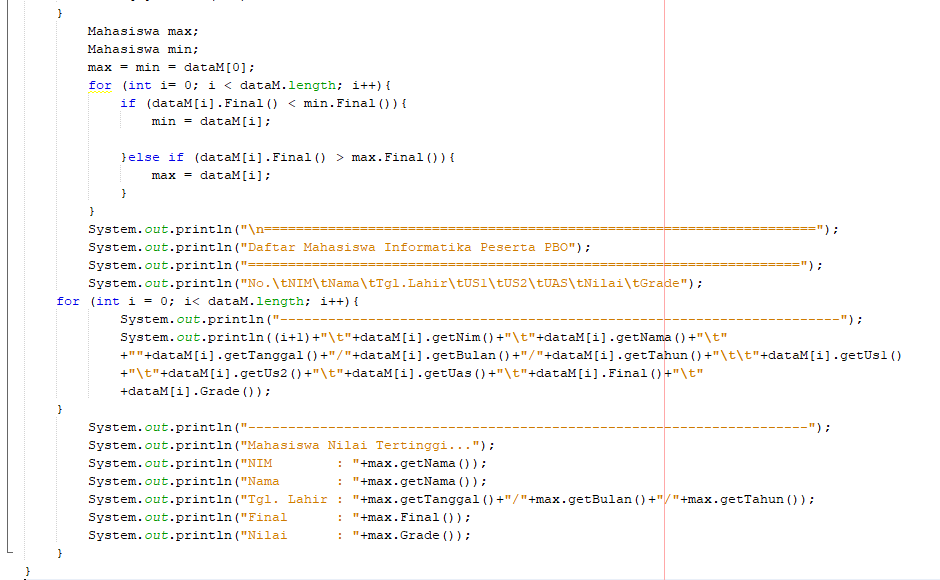 }
Mahasiswa max;
Mahasiswa min;
max = min = dataM[0];
for (int i= 0; i < dataM.length; i++){
if (dataM[i].Final() < min.Final()){
min = dataM[i];
}else if (dataM[i].Final() > max.Final()){
max = dataM[i];
}
}
System.out.println("\n=====================================================================");
System.out.println("Daftar Mahasiswa Informatika Peserta PBO");
System.out.println("=====================================================================");
System.out.println("No.\tNIM\tNama\tTgl.Lahir\tUS1\tUS2\tUAS\tNilai\tGrade");
for (int i = 0; i< dataM.length; i++){
System.out.println("----------------------------------------------------------------------");
System.out.println((i+1)+"\t"+dataM[i].getNim()+"\t"+dataM[i].getNama()+"\t"
+""+dataM[i].getTanggal()+"/"+dataM[i].getBulan()+"/"+dataM[i].getTahun()+"\t\t"+dataM[i].getUs1()
+"\t"+dataM[i].getUs2()+"\t"+dataM[i].getUas()+"\t"+dataM[i].Final()+"\t"
+dataM[i].Grade());
}
System.out.println("----------------------------------------------------------------------");
System.out.println("Mahasiswa Nilai Tertinggi...");
System.out.println("NIM        : "+max.getNama());
System.out.println("Nama       : "+max.getNama());
System.out.println("Tgl. Lahir : "+max.getTanggal()+"/"+max.getBulan()+"/"+max.getTahun());
System.out.println("Final      : "+max.Final());
System.out.println("Nilai      : "+max.Grade());
}
}